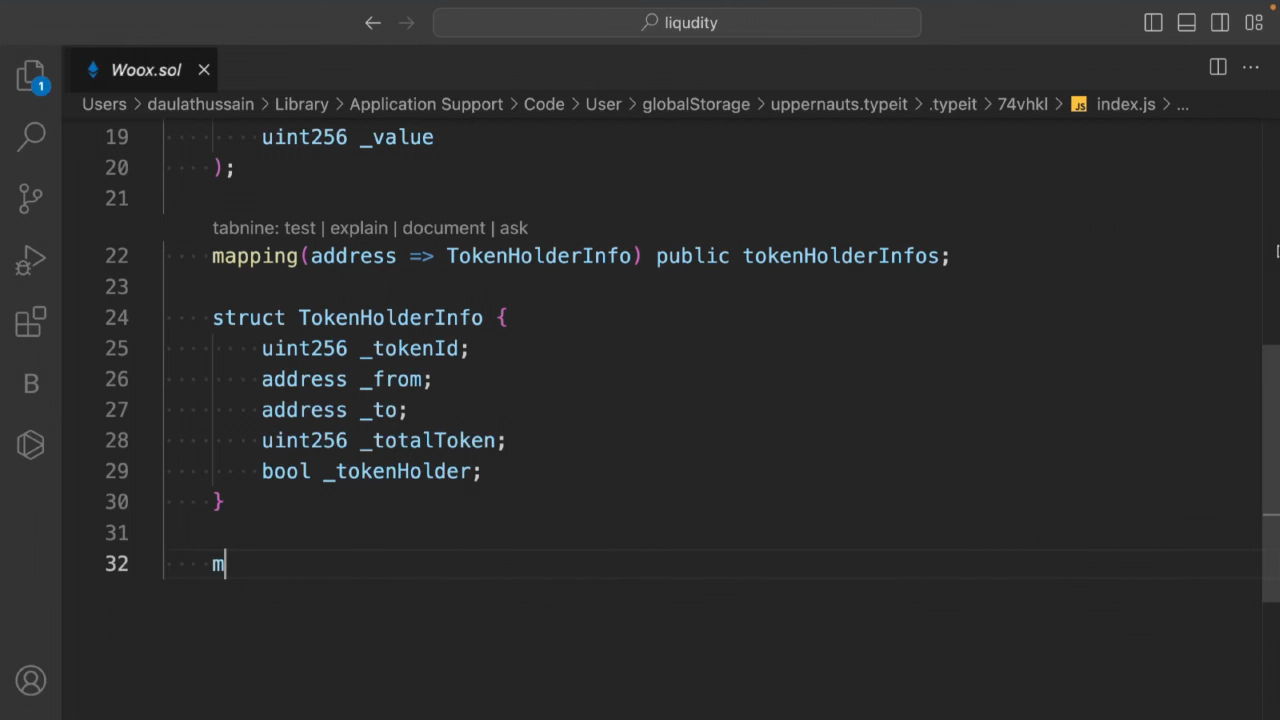 liqudity
1
Woox.sol
Users > daulathussain > Library > Application Support > Code > User > globalStorage > uppernauts.typeit > .typeit > 74vhkl > JS index.js > ...
19 uint256 _value
20 );
21
tabnine: test | explain | document | ask
22 mapping(address => TokenHolderInfo) public tokenHolderInfos;
23
24 struct TokenHolderInfo {
25 uint256 _tokenId;
26 address _from;
27 address _to;
28 uint256 _totalToken;
29 bool _tokenHolder;
30 }
31
32 m
B